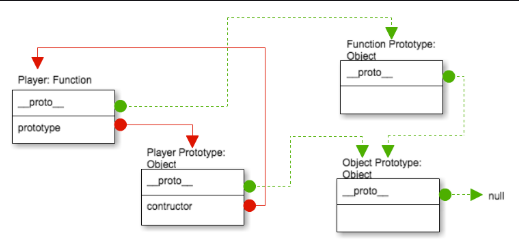 Function Prototype:
Object
__proto__
Player: Function
__proto__
prototype
Player Prototype:
Object
__proto__
contructor
Object Prototype:
Object
__proto__
null